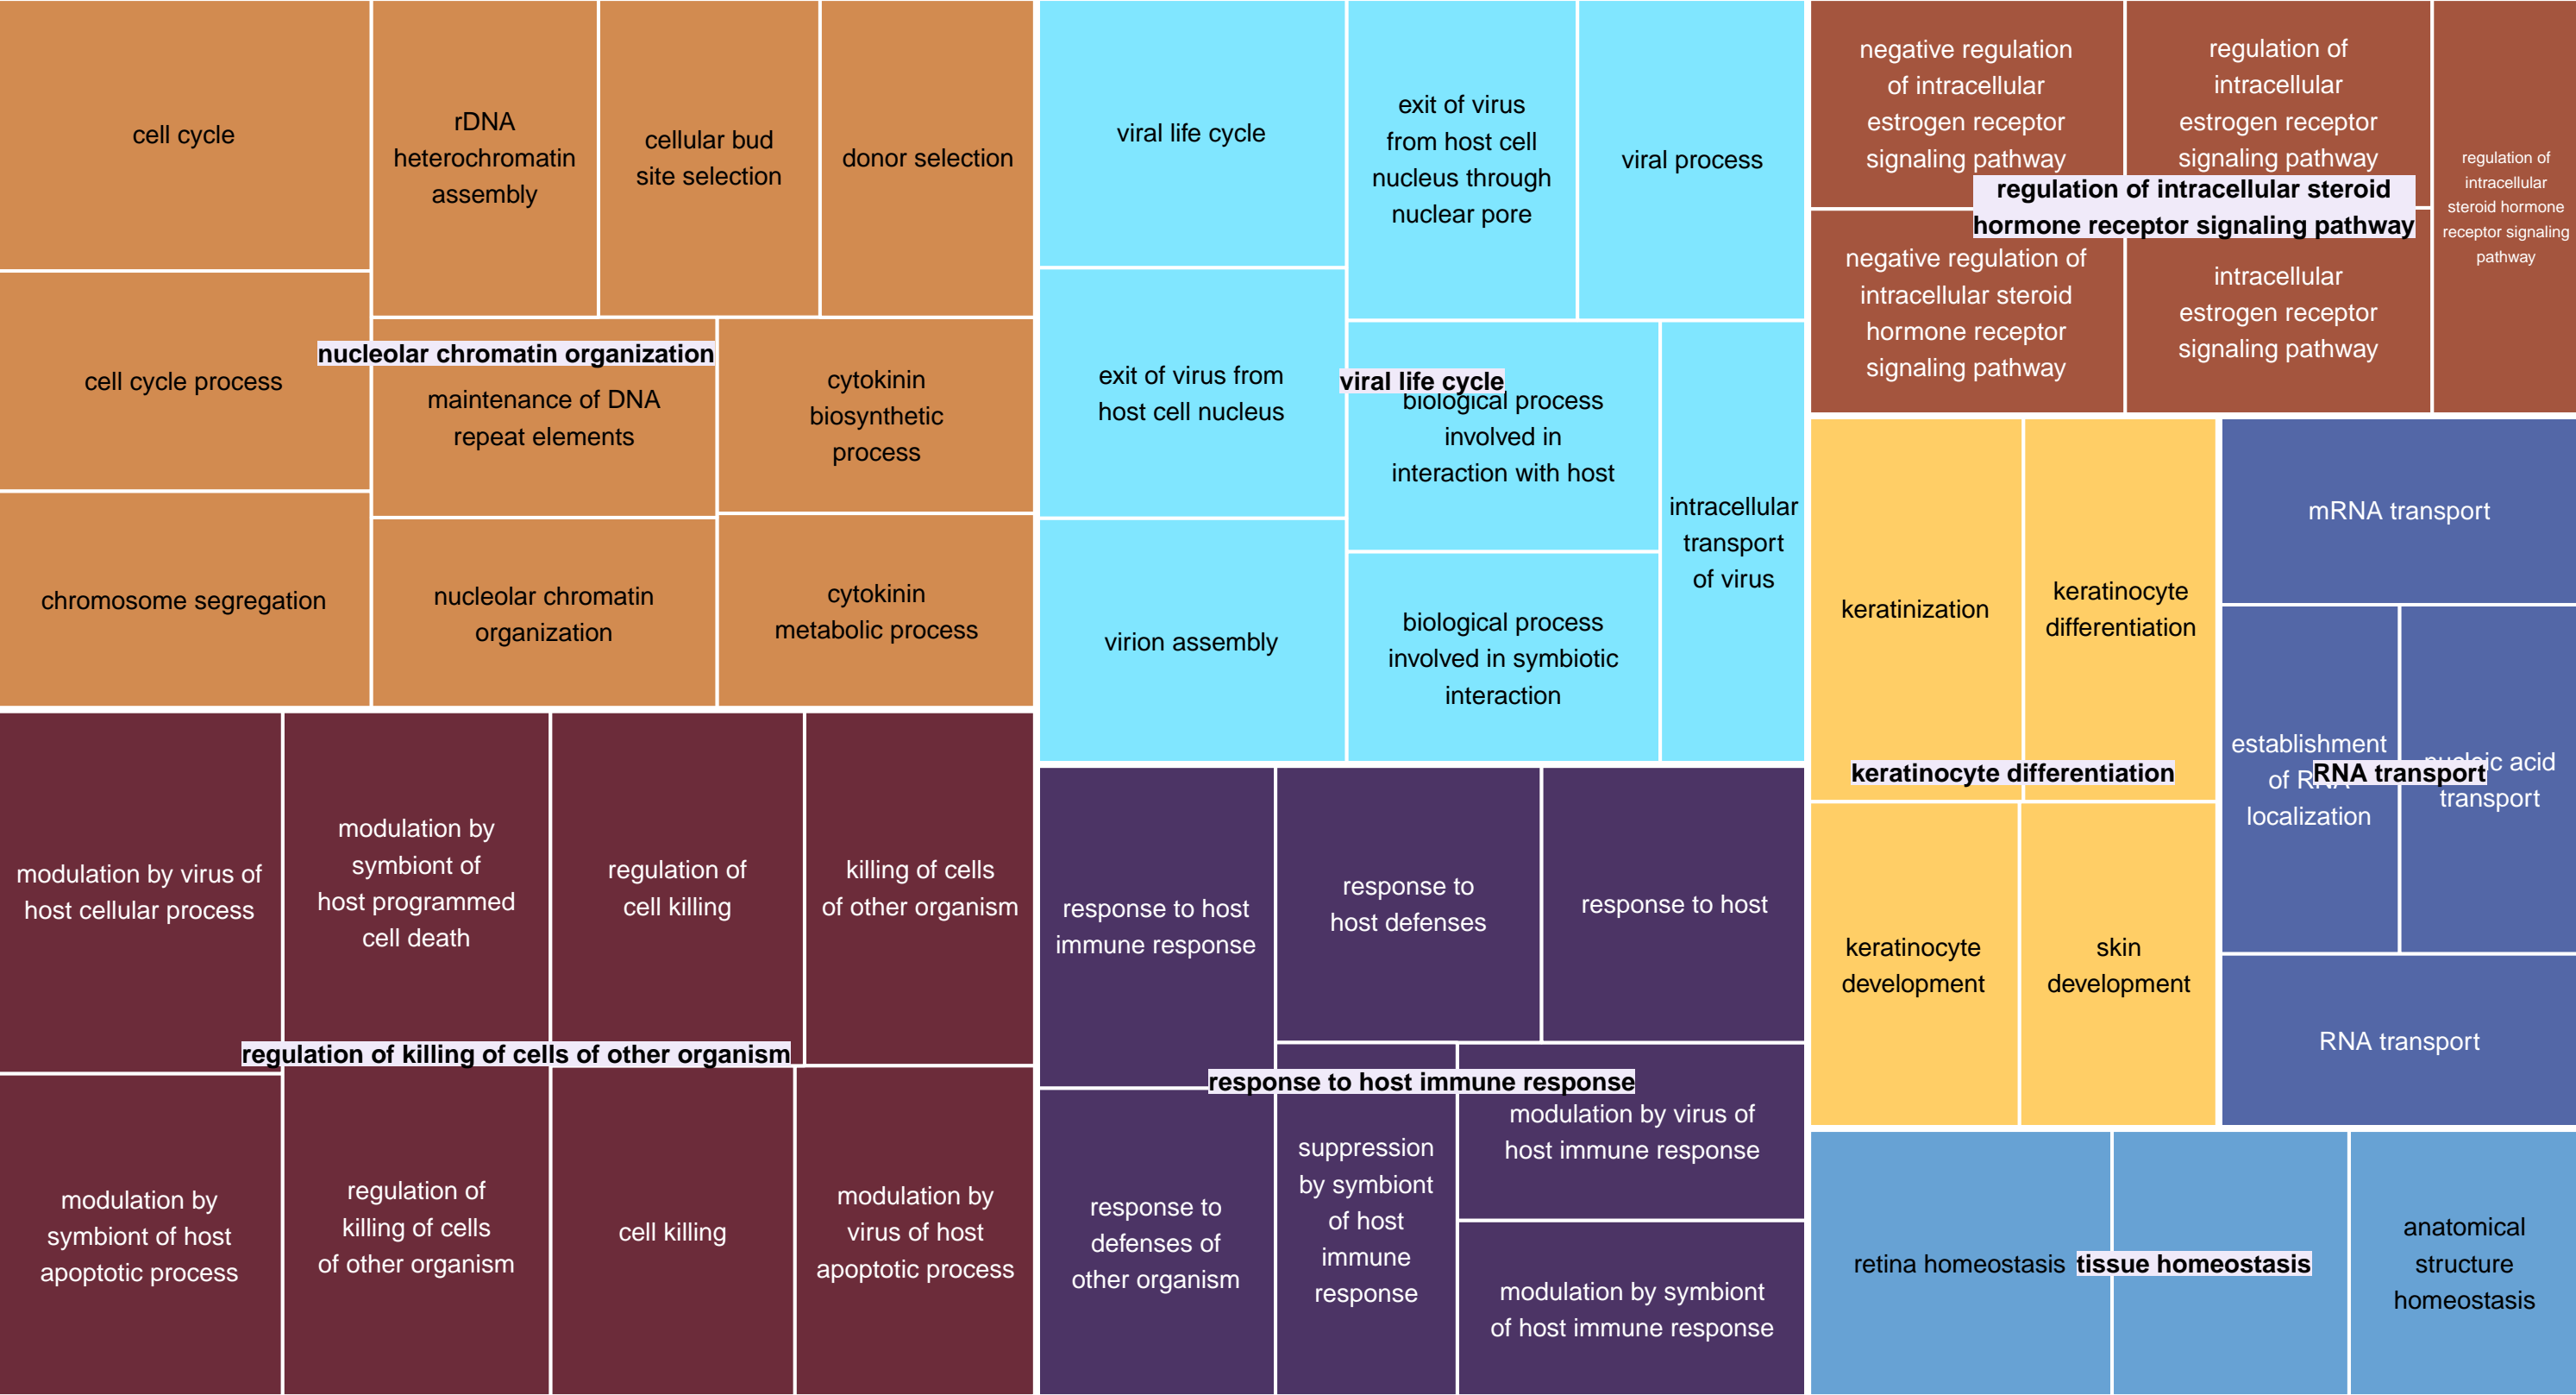 cell cycle
rDNA
heterochromatin
assembly
cellular bud
site selection
donor selection
cell cycle process
nucleolar chromatin organization
maintenance of DNA
repeat elements
cytokinin
biosynthetic
process
chromosome segregation
nucleolar chromatin
organization
cytokinin
metabolic process
viral life cycle
exit of virus
from host cell
nucleus through
nuclear pore
viral process
exit of virus from
host cell nucleus
viral life cycle
biological process
involved in
interaction with host
intracellular
transport
of virus
virion assembly
biological process
involved in symbiotic
interaction
negative regulation
of intracellular
estrogen receptor
signaling pathway
regulation of
intracellular
estrogen receptor
signaling pathway
regulation of
intracellular
steroid hormone
receptor signaling
pathway
regulation of intracellular steroid
hormone receptor signaling pathway
negative regulation of
intracellular steroid
hormone receptor
signaling pathway
intracellular
estrogen receptor
signaling pathway
keratinization
keratinocyte
differentiation
keratinocyte differentiation
keratinocyte
development
skin
development
mRNA transport
establishment
of RNA
localization
nucleic acid
transport
RNA transport
RNA transport
modulation by virus of
host cellular process
modulation by
symbiont of
host programmed
cell death
regulation of
cell killing
killing of cells
of other organism
regulation of killing of cells of other organism
modulation by
symbiont of host
apoptotic process
regulation of
killing of cells
of other organism
cell killing
modulation by
virus of host
apoptotic process
response to host
immune response
response to
host defenses
response to host
response to host immune response
response to
defenses of
other organism
suppression
by symbiont
of host
immune
response
modulation by virus of
host immune response
modulation by symbiont
of host immune response
retina homeostasis
tissue homeostasis
anatomical
structure
homeostasis